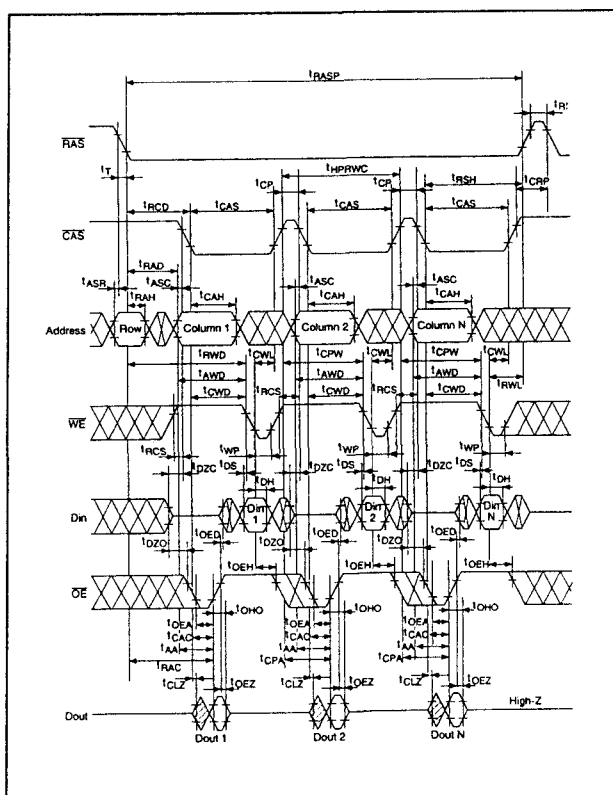 tRASP
tR
RAS
tT
tHPRWC
tCP tCP tRSH tCRP
tRCD tCAS tCAS tCAS
CAS
tRAD
tASR tASC tASC tASC
tRAH tCAH tCAH tCAH
Address Row Column 1 Column 2 Column N
tRWD tCWL tCPW tCWL tCPW tCWL
tAWD tAWD tAWD
tCWD tRCS tCWD tRCS tCWD tRWL
WE
tRCS tWP tWP tWP
tDZC tDS tDZC tDS tDZC tDS
tDH tDH tDH
Din Din 1 Din 2 Din N
tDZO tOED tDZO tOED tDZO tOED
tOEH tOEH tOEH
OE
tOHO tOHO tOHO
tOEA tOEA tOEA
tCAC tCAC tCAC
tAA tAA tAA
tRAC tCPA tCPA
tCLZ tOEZ tCLZ tOEZ tCLZ tOEZ
Dout High-Z
Dout 1 Dout 2 Dout N